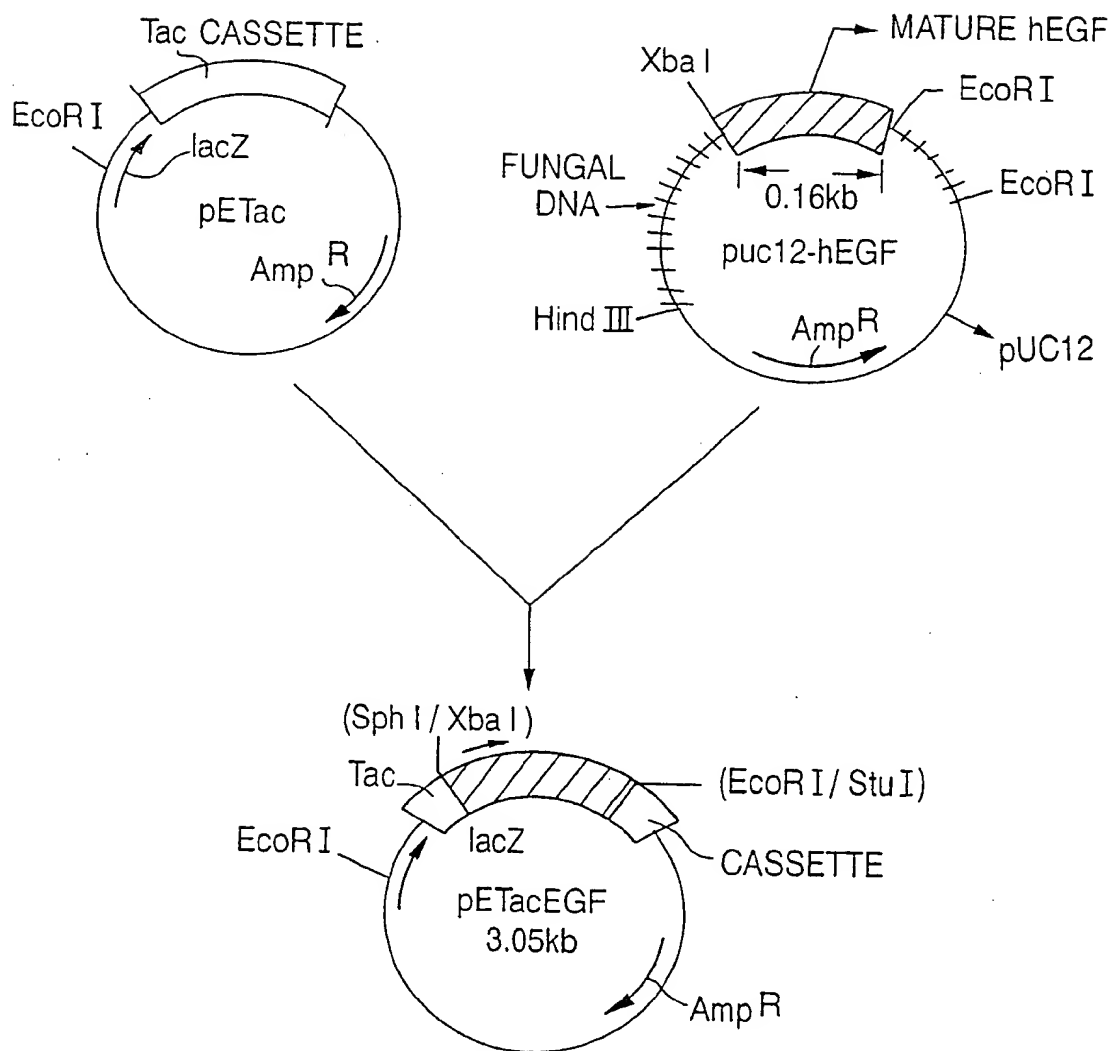 Tac CASSETTE
EcoR I
lacZ
pETac
Amp R
MATURE hEGF
Xba I
EcoR I
FUNGAL
DNA
0.16kb
EcoR I
puc12-hEGF
Hind III
Amp R
pUC12
(Sph I / Xba I)
Tac
(EcoR I / Stu I)
EcoR I
lacZ
CASSETTE
pETacEGF
3.05kb
Amp R